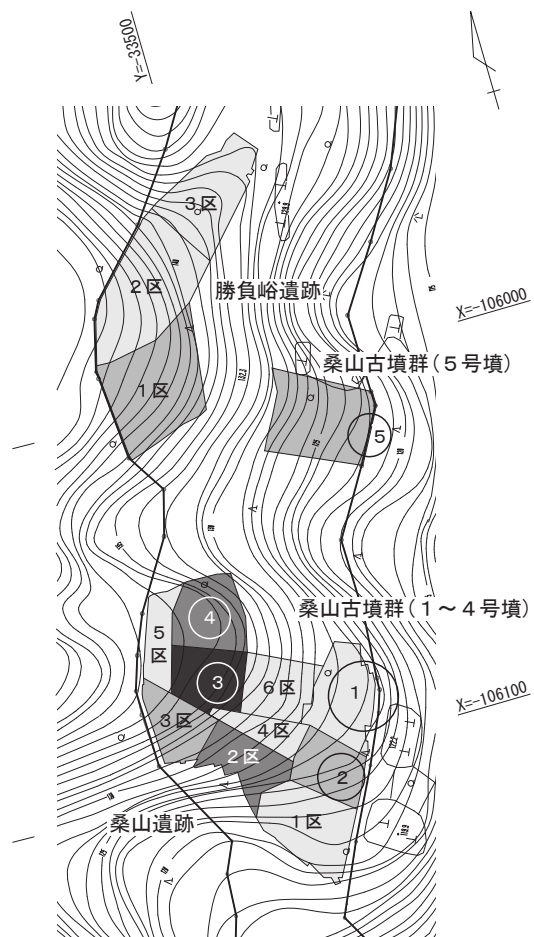 Y=-33500
3区
2区
勝負峪遺跡
X=-106000
桑山古墳群(5号墳)
1区
5
4
桑山古墳群(1~4号墳)
5
区
3
6区
1
X=-106100
3区
4区
2区
2
桑山遺跡
1区